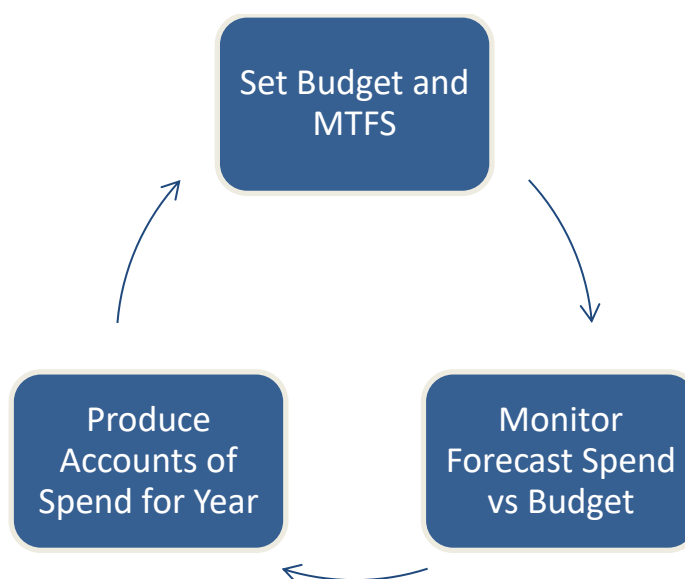 Set Budget and
MTFS
Produce
Accounts of
Spend for Year
Monitor
Forecast Spend
vs Budget